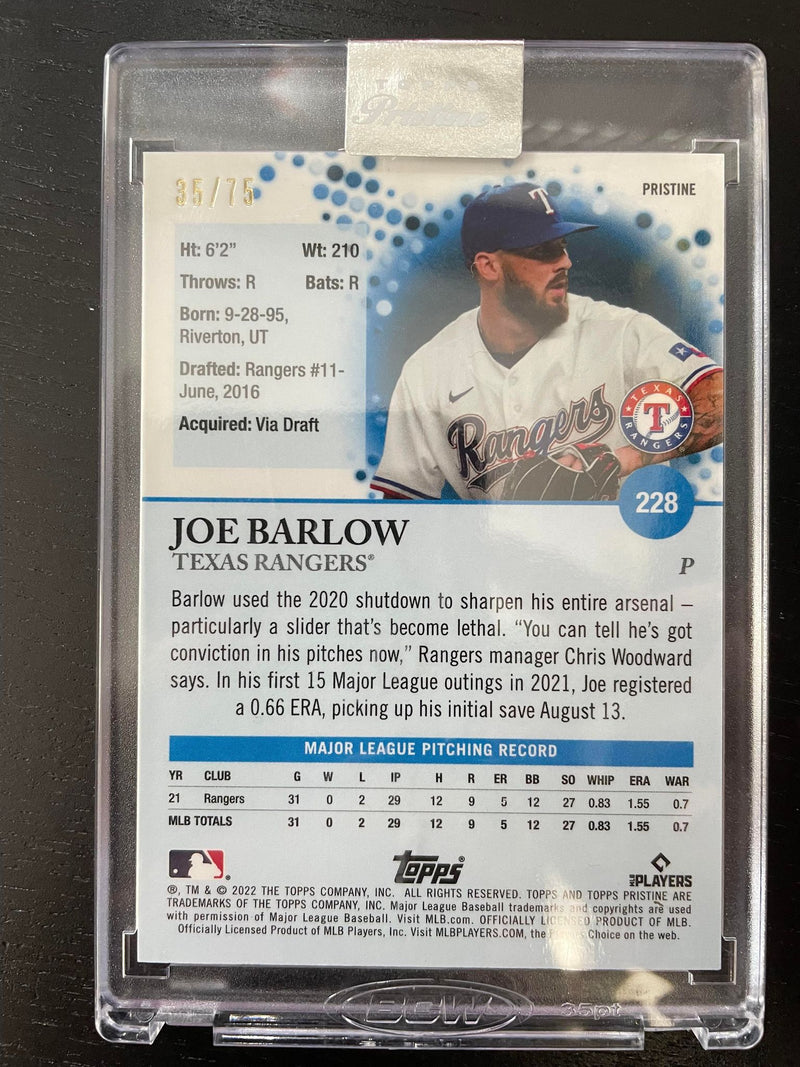 TOPPS
Pristine
35/75
PRISTINE
Ht: 6'2" Wt: 210
Throws: R Bats: R
Born: 9-28-95,
Riverton, UT
Drafted: Rangers #11-
June, 2016
Acquired: Via Draft
T
Rangers
TEXAS
T
RANGERS
228
JOE BARLOW
TEXAS RANGERS®
P
Barlow used the 2020 shutdown to sharpen his entire arsenal –
particularly a slider that's become lethal. "You can tell he's got
conviction in his pitches now," Rangers manager Chris Woodward
says. In his first 15 Major League outings in 2021, Joe registered
a 0.66 ERA, picking up his initial save August 13.
MAJOR LEAGUE PITCHING RECORD
YR CLUB G W L IP H R ER BB SO WHIP ERA WAR
21 Rangers 31 0 2 29 12 9 5 12 27 0.83 1.55 0.7
MLB TOTALS 31 0 2 29 12 9 5 12 27 0.83 1.55 0.7
Topps®
MLB PLAYERS
®, TM & © 2022 THE TOPPS COMPANY, INC. ALL RIGHTS RESERVED. TOPPS AND TOPPS PRISTINE ARE
TRADEMARKS OF THE TOPPS COMPANY, INC. Major League Baseball trademarks and copyrights are used
with permission of Major League Baseball. Visit MLB.com. OFFICIALLY LICENSED PRODUCT OF MLB.
Officially Licensed Product of MLB Players, Inc. Visit MLBPLAYERS.COM, the Players Choice on the web.
BCW 35pt